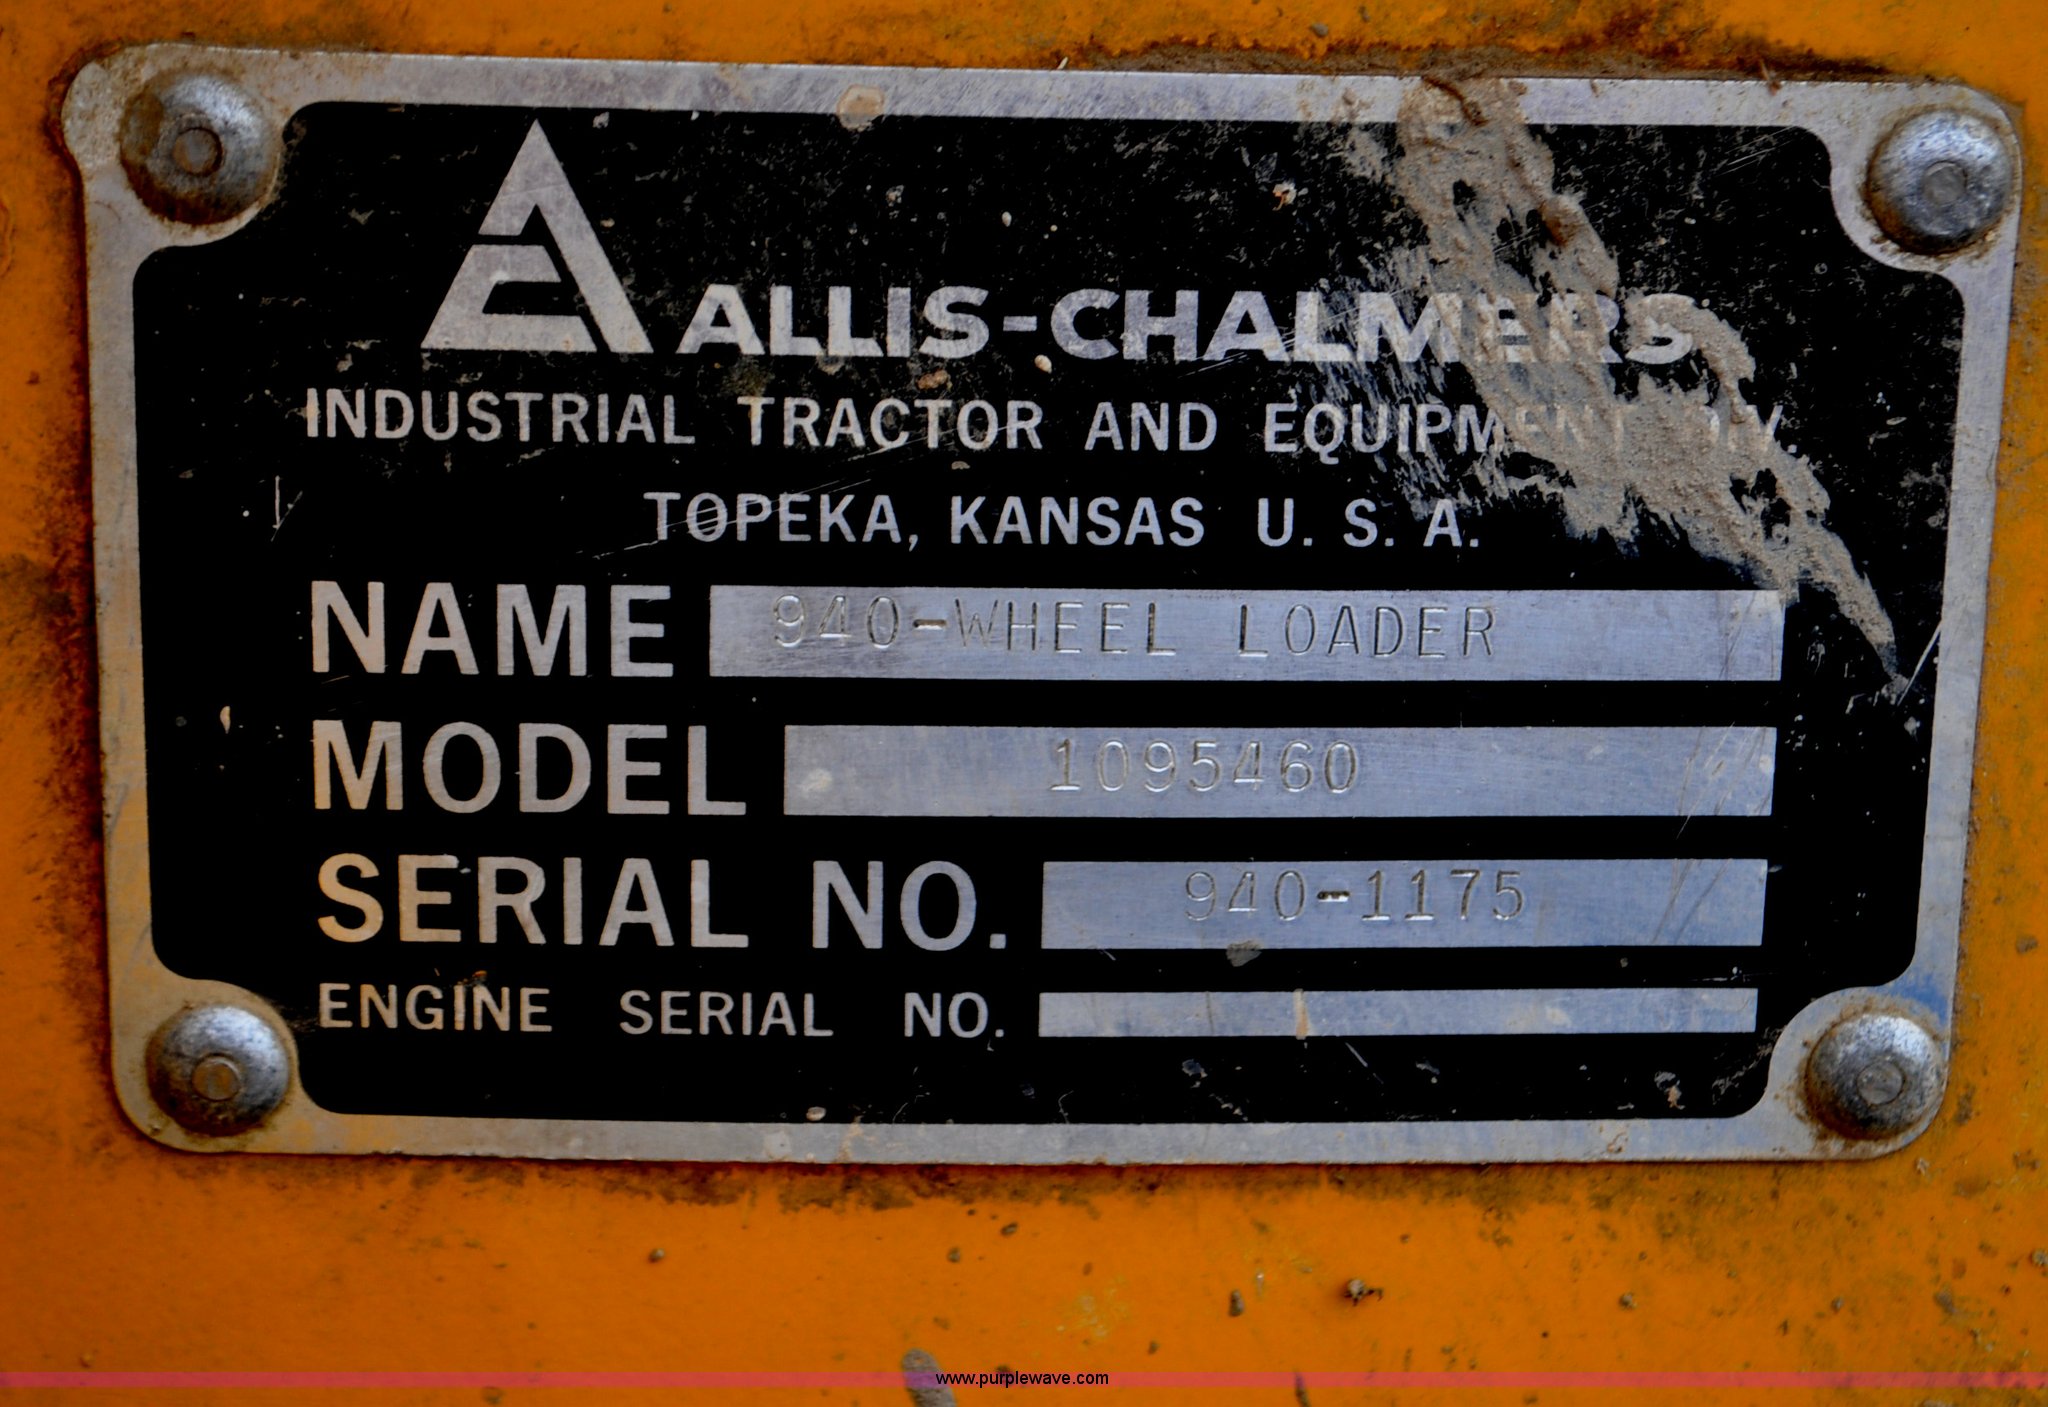 ALLIS-CHALMERS
INDUSTRIAL TRACTOR AND EQUIPMENT DIV.
TOPEKA, KANSAS U. S. A.
NAME 940-WHEEL LOADER
MODEL 1095460
SERIAL NO. 940-1175
ENGINE SERIAL NO.
www.purplewave.com